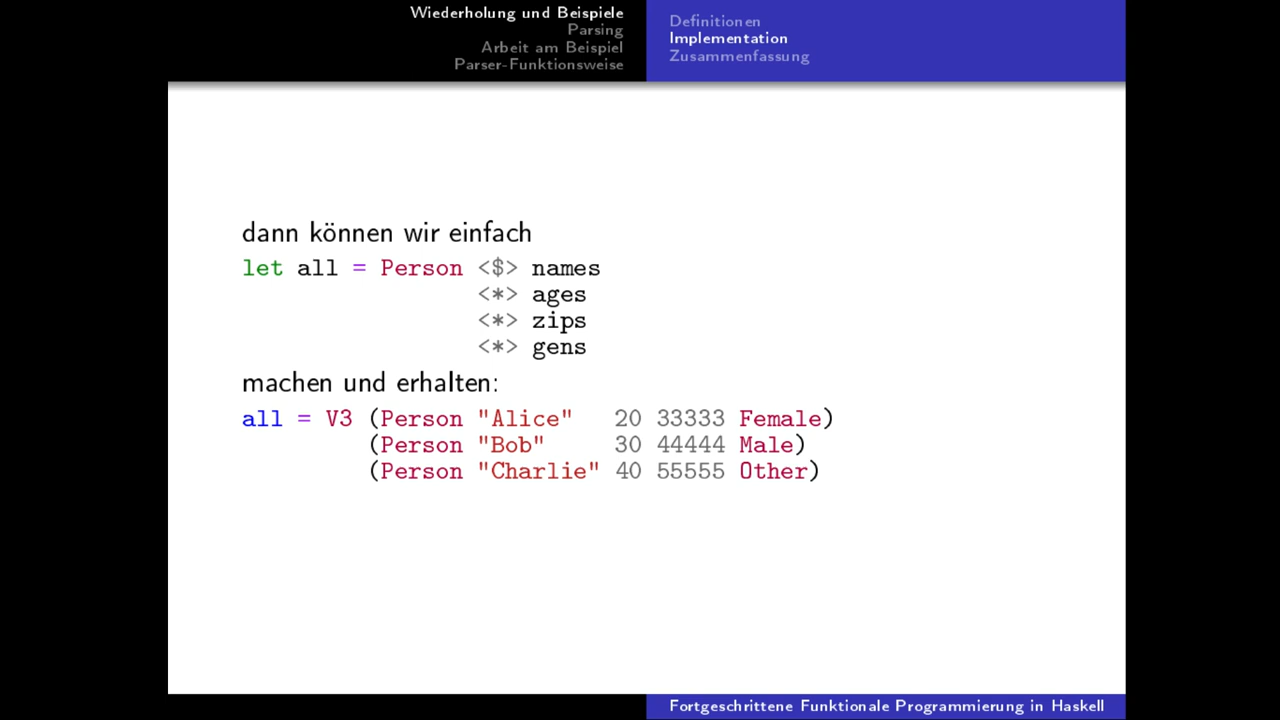 Wiederholung und Beispiele
Parsing
Arbeit am Beispiel
Parser-Funktionsweise
Definitionen
Implementation
Zusammenfassung
dann können wir einfach
let all = Person <$> names
<*> ages
<*> zips
<*> gens
machen und erhalten:
all = V3 (Person "Alice" 20 33333 Female)
(Person "Bob" 30 44444 Male)
(Person "Charlie" 40 55555 Other)
Fortgeschrittene Funktionale Programmierung in Haskell